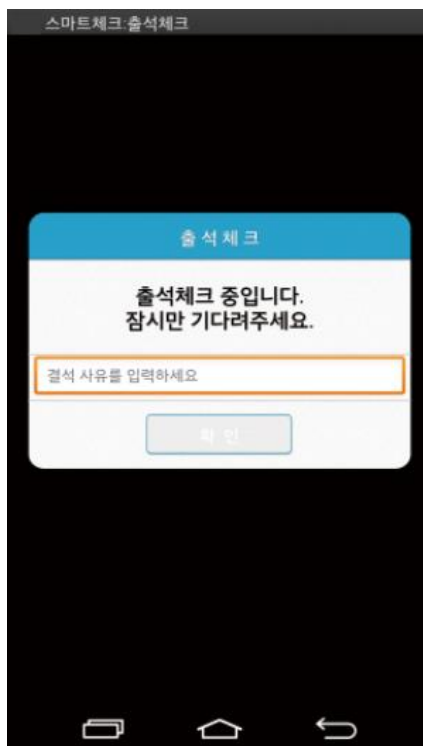 스마트체크:출석체크
출석체크
출석체크 중입니다.
잠시만 기다려주세요.
결석 사유를 입력하세요
확인